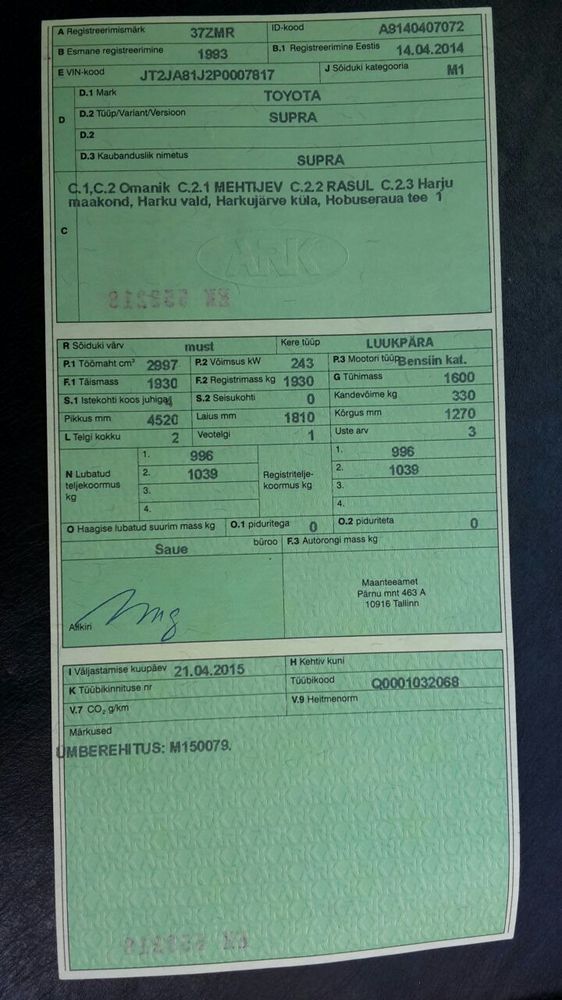 A Registreerimismärk 37ZMR ID-kood A9140407072
B Esmane registreerimine 1993 B.1 Registreerimine Eestis 14.04.2014
E VIN-kood JT2JA81J2P0007817 J Sõiduki kategooria M1
D.1 Mark TOYOTA
D D.2 Tüüp/Variant/Versioon SUPRA
D.2
D.3 Kaubanduslik nimetus SUPRA
C.1,C.2 Omanik C.2.1 MEHTIJEV C.2.2 RASUL C.2.3 Harju
maakond, Harku vald, Harkujärve küla, Hobuseraua tee 1
C
ARK
R Sõiduki värv must Kere tüüp LUUKPÄRA
P.1 Töömaht cm³ 2997 P.2 Võimsus kW 243 P.3 Mootori tüüp Bensiin kat.
F.1 Täismass 1930 F.2 Registrimass kg 1930 G Tühimass 1600
S.1 Istekohti koos juhiga 4 S.2 Seisukohti 0 Kandevõime kg 330
Pikkus mm 4520 Laius mm 1810 Kõrgus mm 1270
L Telgi kokku 2 Veotelgi 1 Uste arv 3
N Lubatud teljekoormus kg 1. 996 Registritelje-koormus kg 1. 996
2. 1039 2. 1039
3. 3.
4. 4.
O Haagise lubatud suurim mass kg O.1 piduritega 0 O.2 piduriteta 0
Saue büroo F.3 Autorongi mass kg
Maanteeamet
Pärnu mnt 463 A
10916 Tallinn
Allkiri
I Väljastamise kuupäev 21.04.2015 H Kehtiv kuni
K Tüübikinnituse nr Tüübikood Q0001032068
V.7 CO₂ g/km V.9 Heitmenorm
Märkused
ÜMBEREHITUS: M150079.